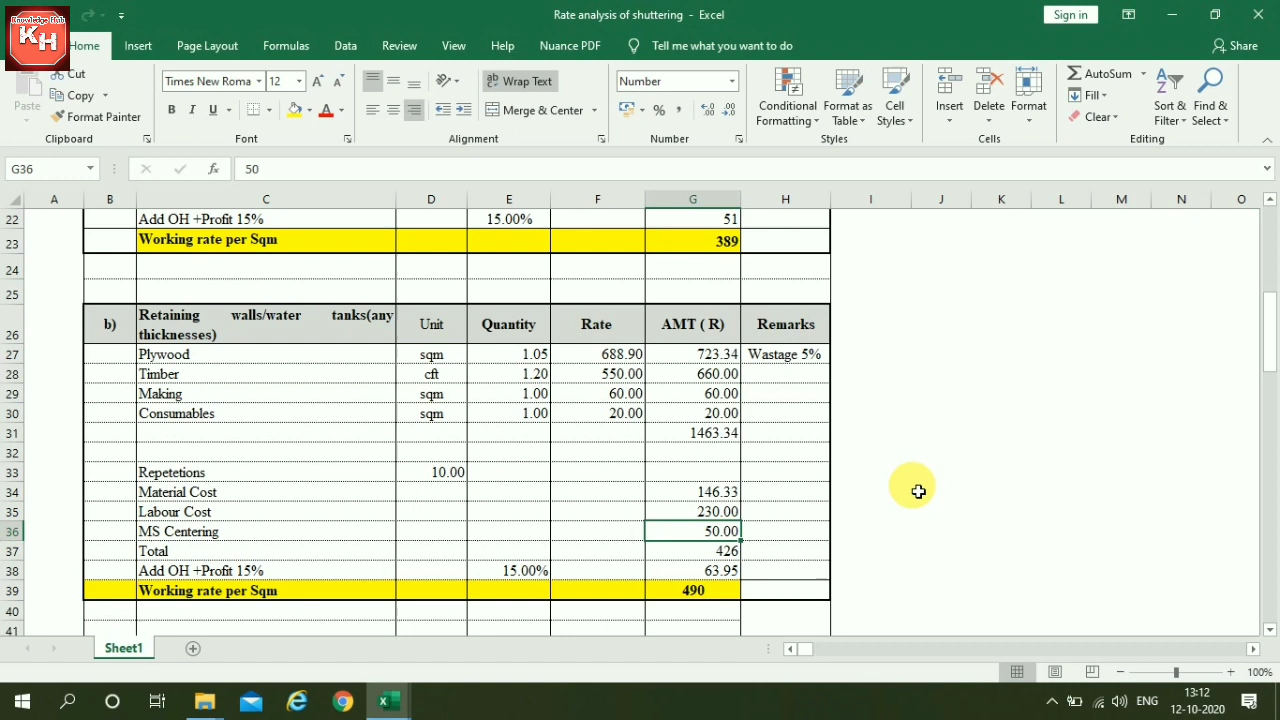 Knowledge Hub
KH
Rate analysis of shuttering - Excel
Sign in
Home Insert Page Layout Formulas Data Review View Help Nuance PDF Tell me what you want to do Share
Cut
Copy
Format Painter
Paste
Clipboard
Times New Roma 12
B I U
Font
Wrap Text
Merge & Center
Alignment
Number
Number
Conditional Formatting
Format as Table
Cell Styles
Styles
Insert Delete Format
Cells
AutoSum
Fill
Clear
Sort & Filter
Find & Select
Editing
G36 fx 50
A B C D E F G H I J K L M N O
22 Add OH +Profit 15% 15.00% 51
23 Working rate per Sqm 389
24
25
26 b) Retaining walls/water tanks(any thicknesses) Unit Quantity Rate AMT ( R) Remarks
27 Plywood sqm 1.05 688.90 723.34 Wastage 5%
28 Timber cft 1.20 550.00 660.00
29 Making sqm 1.00 60.00 60.00
30 Consumables sqm 1.00 20.00 20.00
31 1463.34
32
33 Repetetions 10.00
34 Material Cost 146.33
35 Labour Cost 230.00
36 MS Centering 50.00
37 Total 426
38 Add OH +Profit 15% 15.00% 63.95
39 Working rate per Sqm 490
40
41
Sheet1
100%
ENG
13:12
12-10-2020